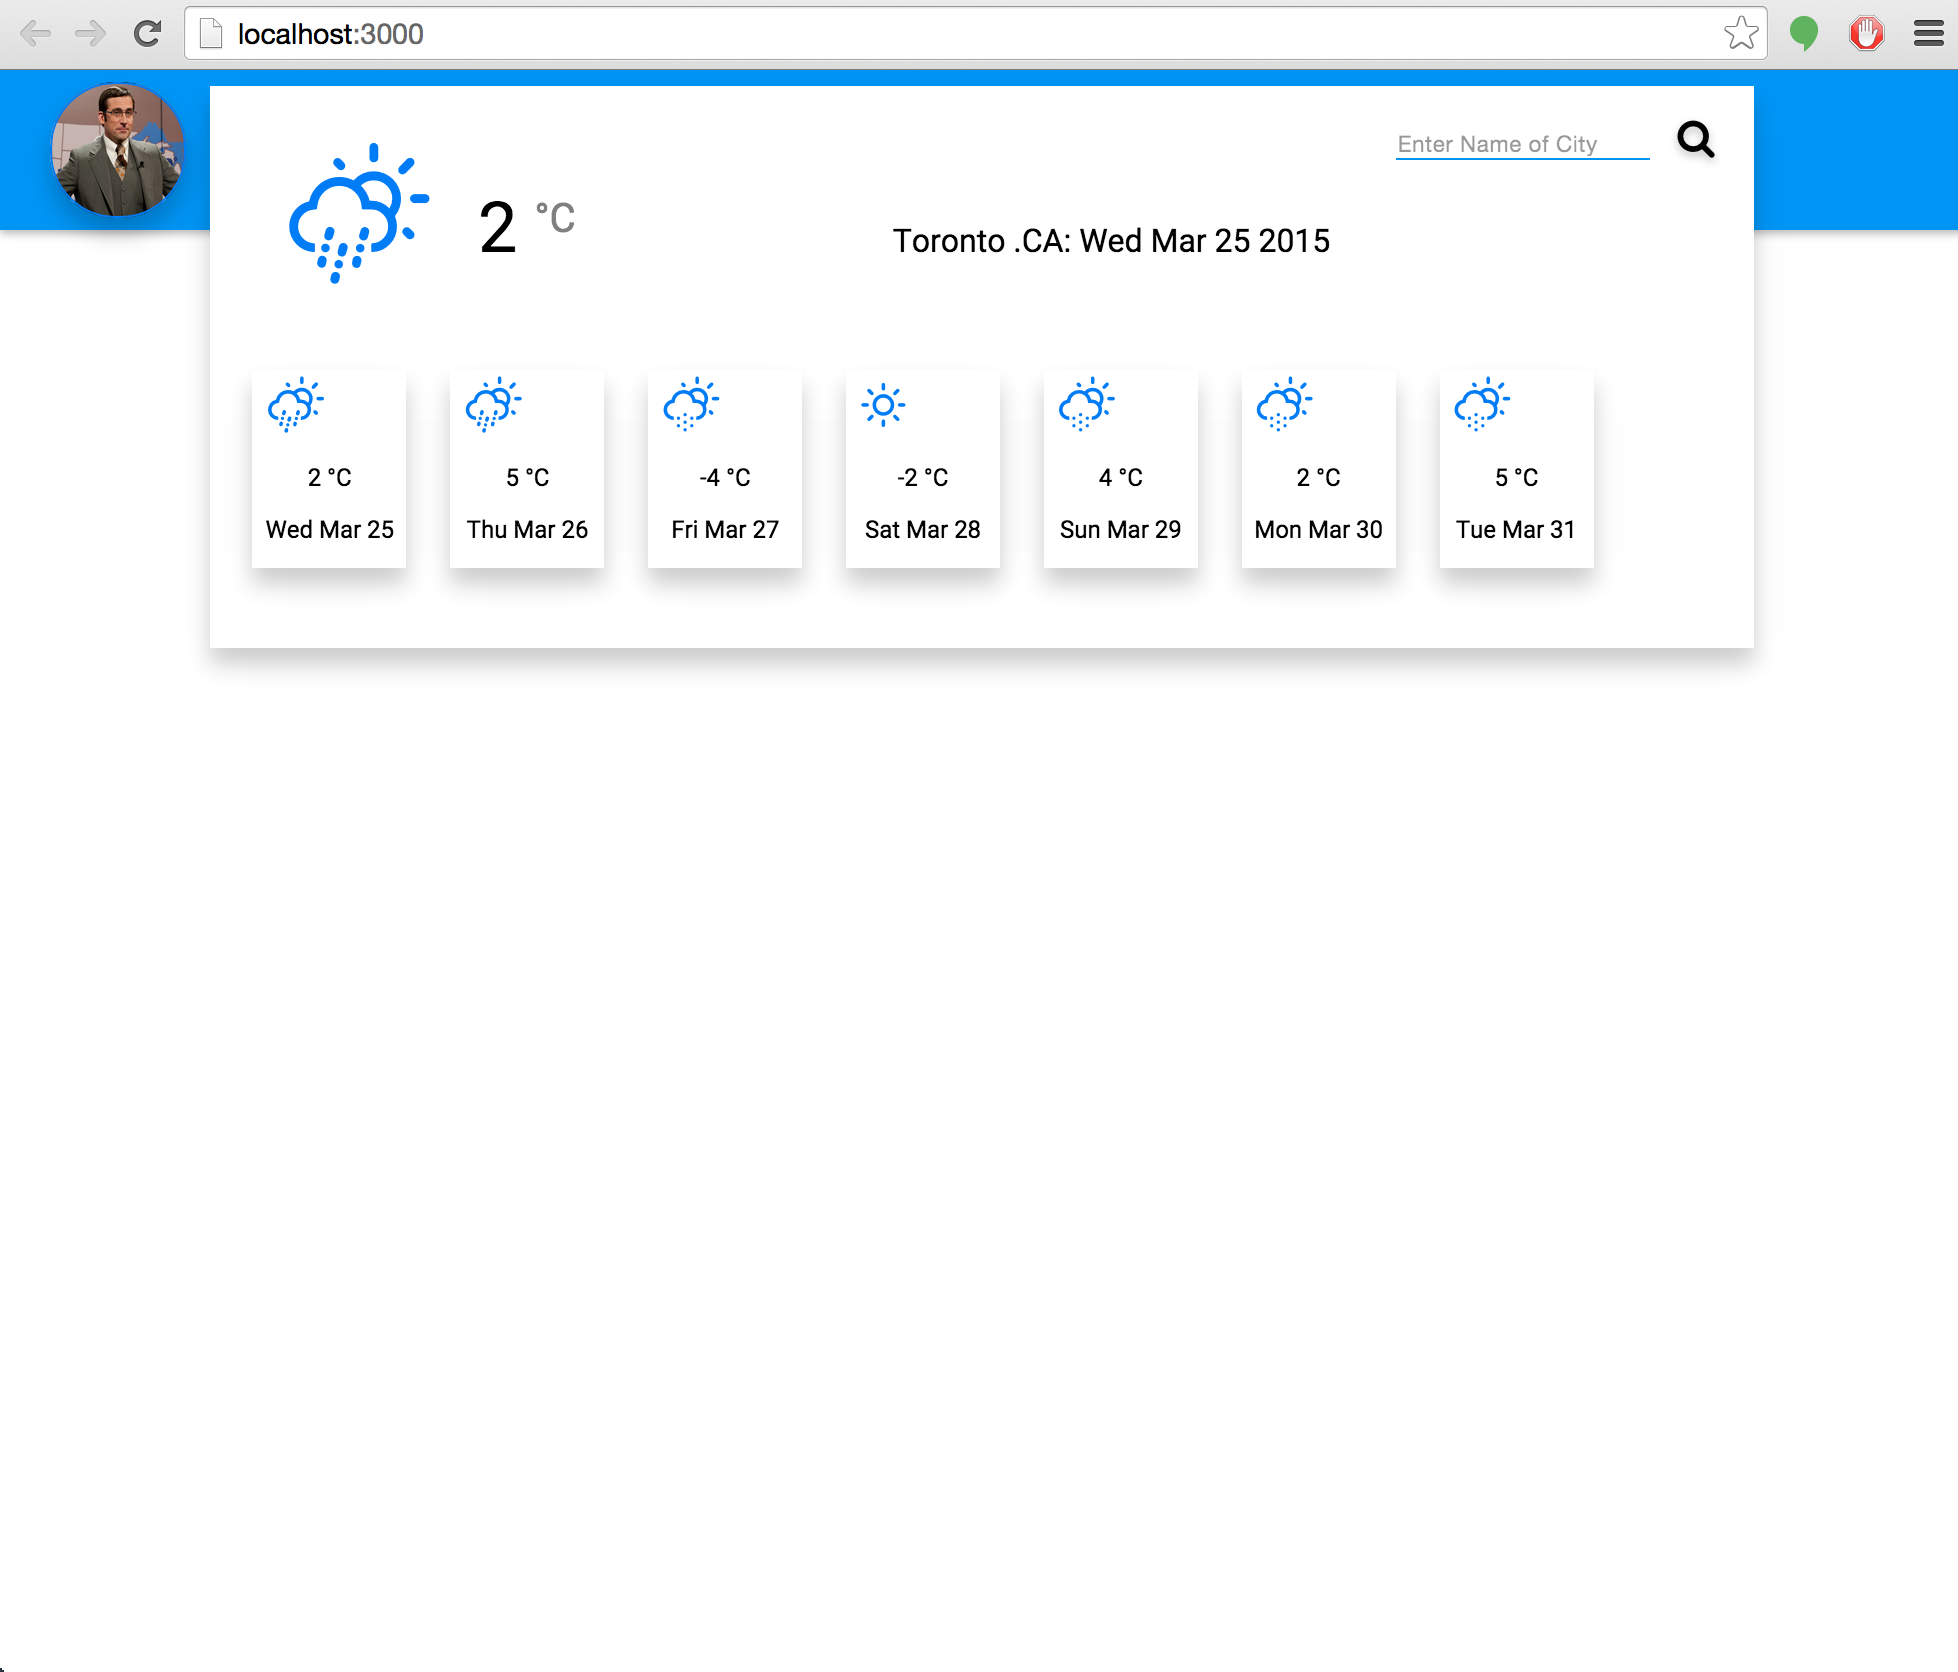 localhost:3000
Enter Name of City
2 °C
Toronto .CA: Wed Mar 25 2015
2 °C
Wed Mar 25
5 °C
Thu Mar 26
-4 °C
Fri Mar 27
-2 °C
Sat Mar 28
4 °C
Sun Mar 29
2 °C
Mon Mar 30
5 °C
Tue Mar 31